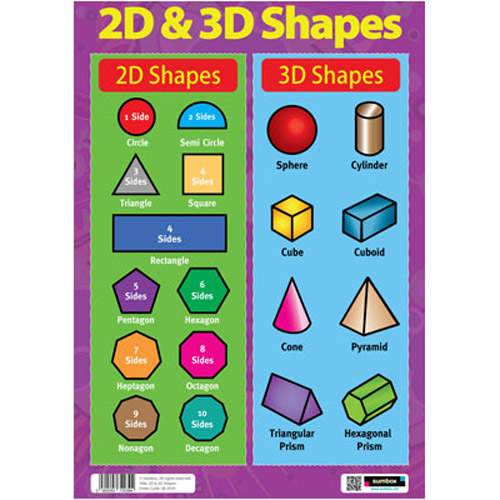 2D & 3D Shapes
2D Shapes
1 Side
Circle
2 Sides
Semi Circle
3
Sides
Triangle
4
Sides
Square
4
Sides
Rectangle
5
Sides
Pentagon
6
Sides
Hexagon
7
Sides
Heptagon
8
Sides
Octagon
9
Sides
Nonagon
10
Sides
Decagon
3D Shapes
Sphere
Cylinder
Cube
Cuboid
Cone
Pyramid
Triangular
Prism
Hexagonal
Prism
sumbox